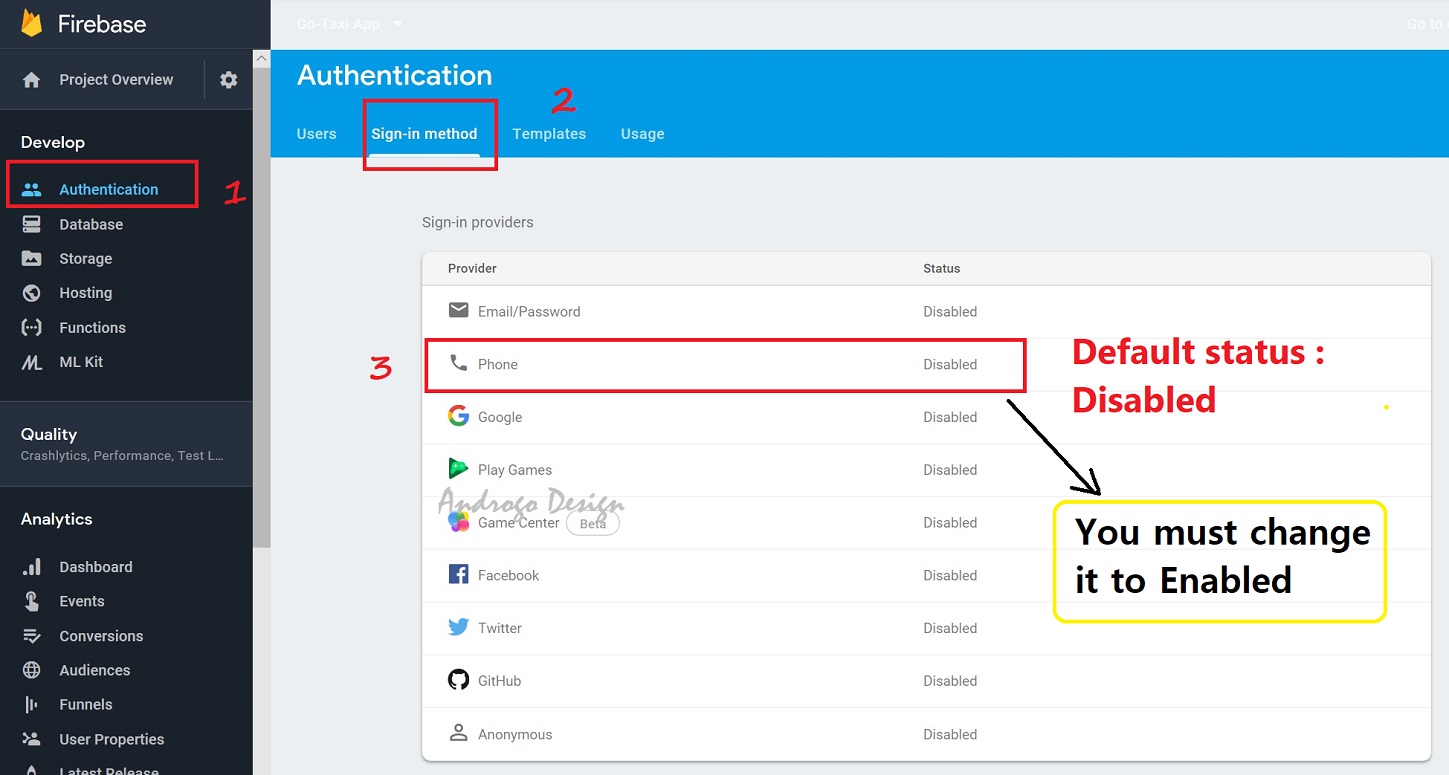 Firebase
Go-Taxi App
Go to
Project Overview
Authentication
2
Users Sign-in method Templates Usage
Develop
Authentication
1
Database
Storage
Hosting
Functions
ML Kit
Quality
Crashlytics, Performance, Test L...
Analytics
Dashboard
Events
Conversions
Audiences
Funnels
User Properties
Latest Release
Sign-in providers
Provider Status
Email/Password Disabled
3
Phone Disabled
Google Disabled
Play Games Disabled
Androgo Design
Game Center Beta Disabled
Facebook Disabled
Twitter Disabled
GitHub Disabled
Anonymous Disabled
Default status :
Disabled
You must change
it to Enabled